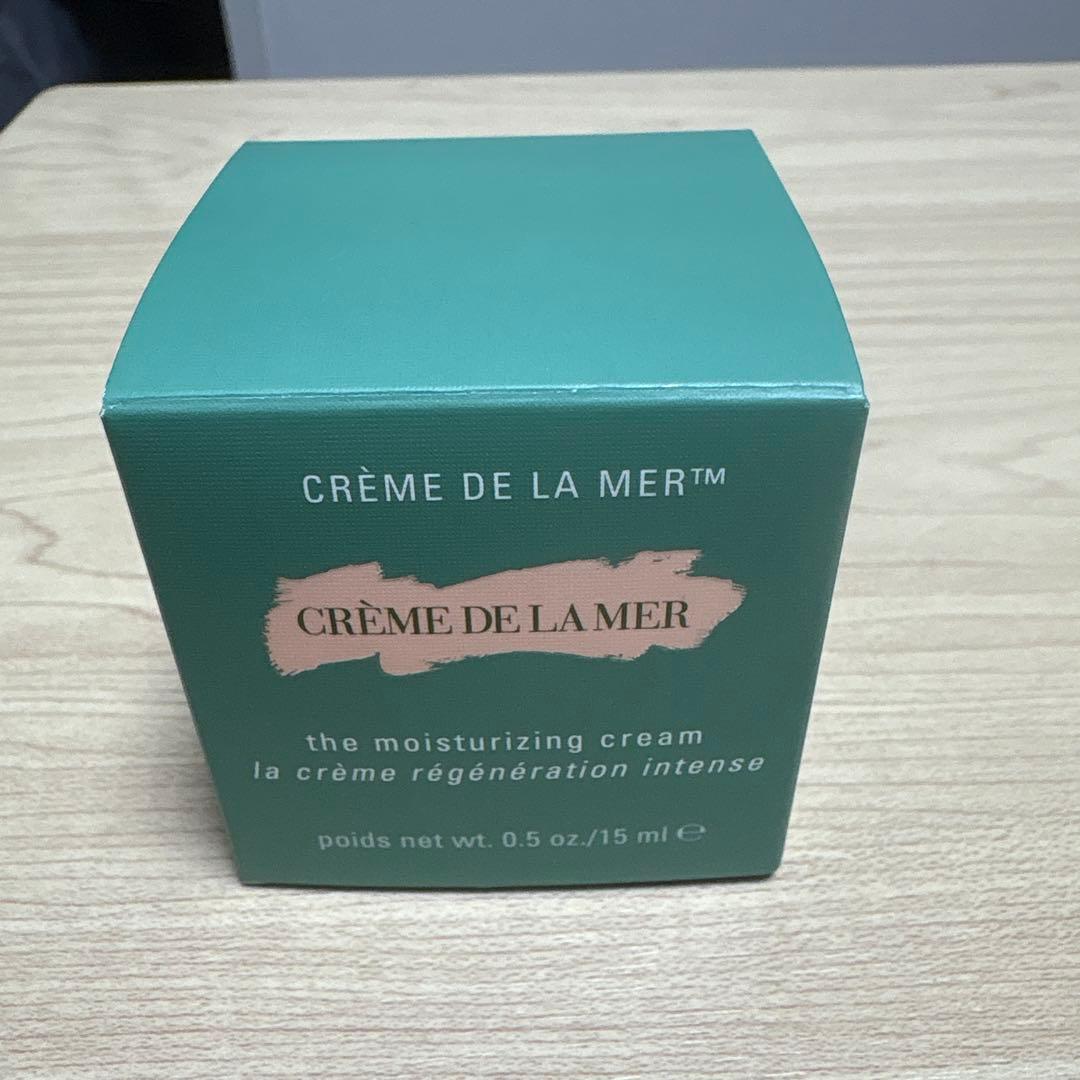 CRÈME DE LA MER™
CRÈME DE LA MER
the moisturizing cream
la crème régénération intense
poids net wt. 0.5 oz./15 ml ℮